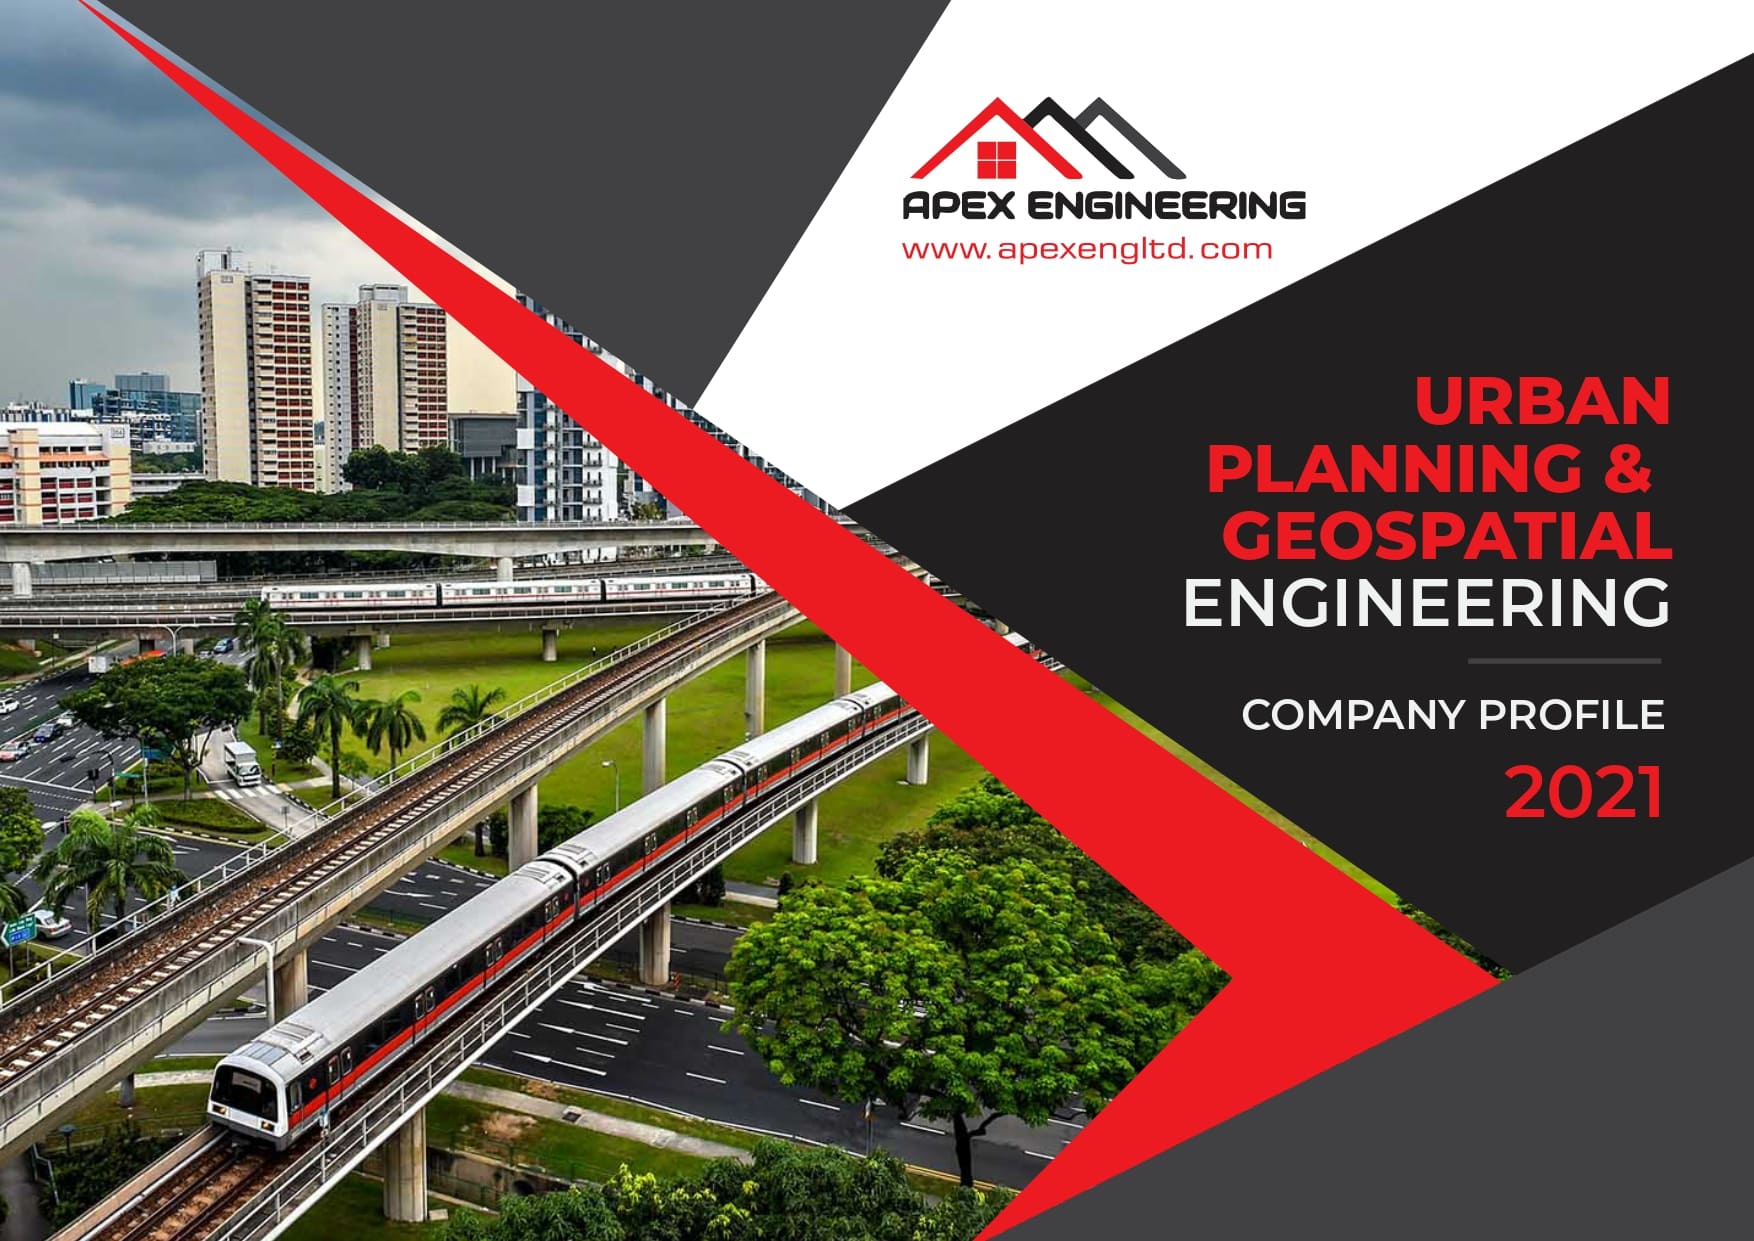 APEX ENGINEERING
www.apexengltd.com
URBAN
PLANNING &
GEOSPATIAL
ENGINEERING
COMPANY PROFILE
2021